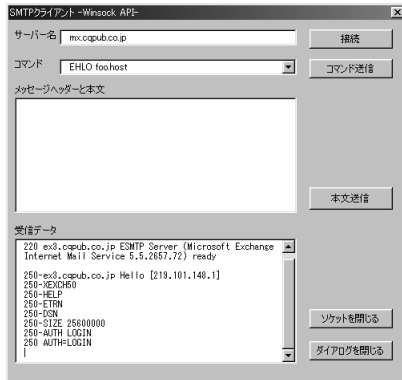 SMTPクライアント -Winsock API-
サーバー名 mx.cqpub.co.jp 接続
コマンド EHLO foo.host コマンド送信
メッセージヘッダーと本文
本文送信
受信データ
220 ex3.cqpub.co.jp ESMTP Server (Microsoft Exchange
Internet Mail Service 5.5.2657.72) ready
250-ex3.cqpub.co.jp Hello [219.101.148.1]
250-XEXCH50
250-HELP
250-ETRN
250-DSN
250-SIZE 25600000
250-AUTH LOGIN
250 AUTH=LOGIN
ソケットを閉じる
ダイアログを閉じる